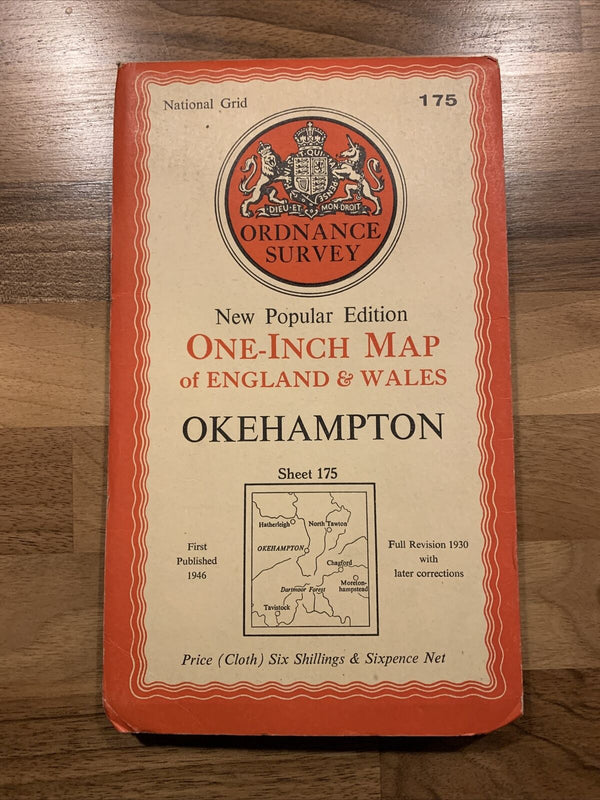 National Grid
175
DIEU ET MON DROIT
ORDNANCE
SURVEY
New Popular Edition
ONE-INCH MAP
of ENGLAND & WALES
OKEHAMPTON
Sheet 175
Hatherleigh
North Tawton
OKEHAMPTON
Chagford
Moreton-
hampstead
Dartmoor Forest
Tavistock
First
Published
1946
Full Revision 1930
with
later corrections
Price (Cloth) Six Shillings & Sixpence Net